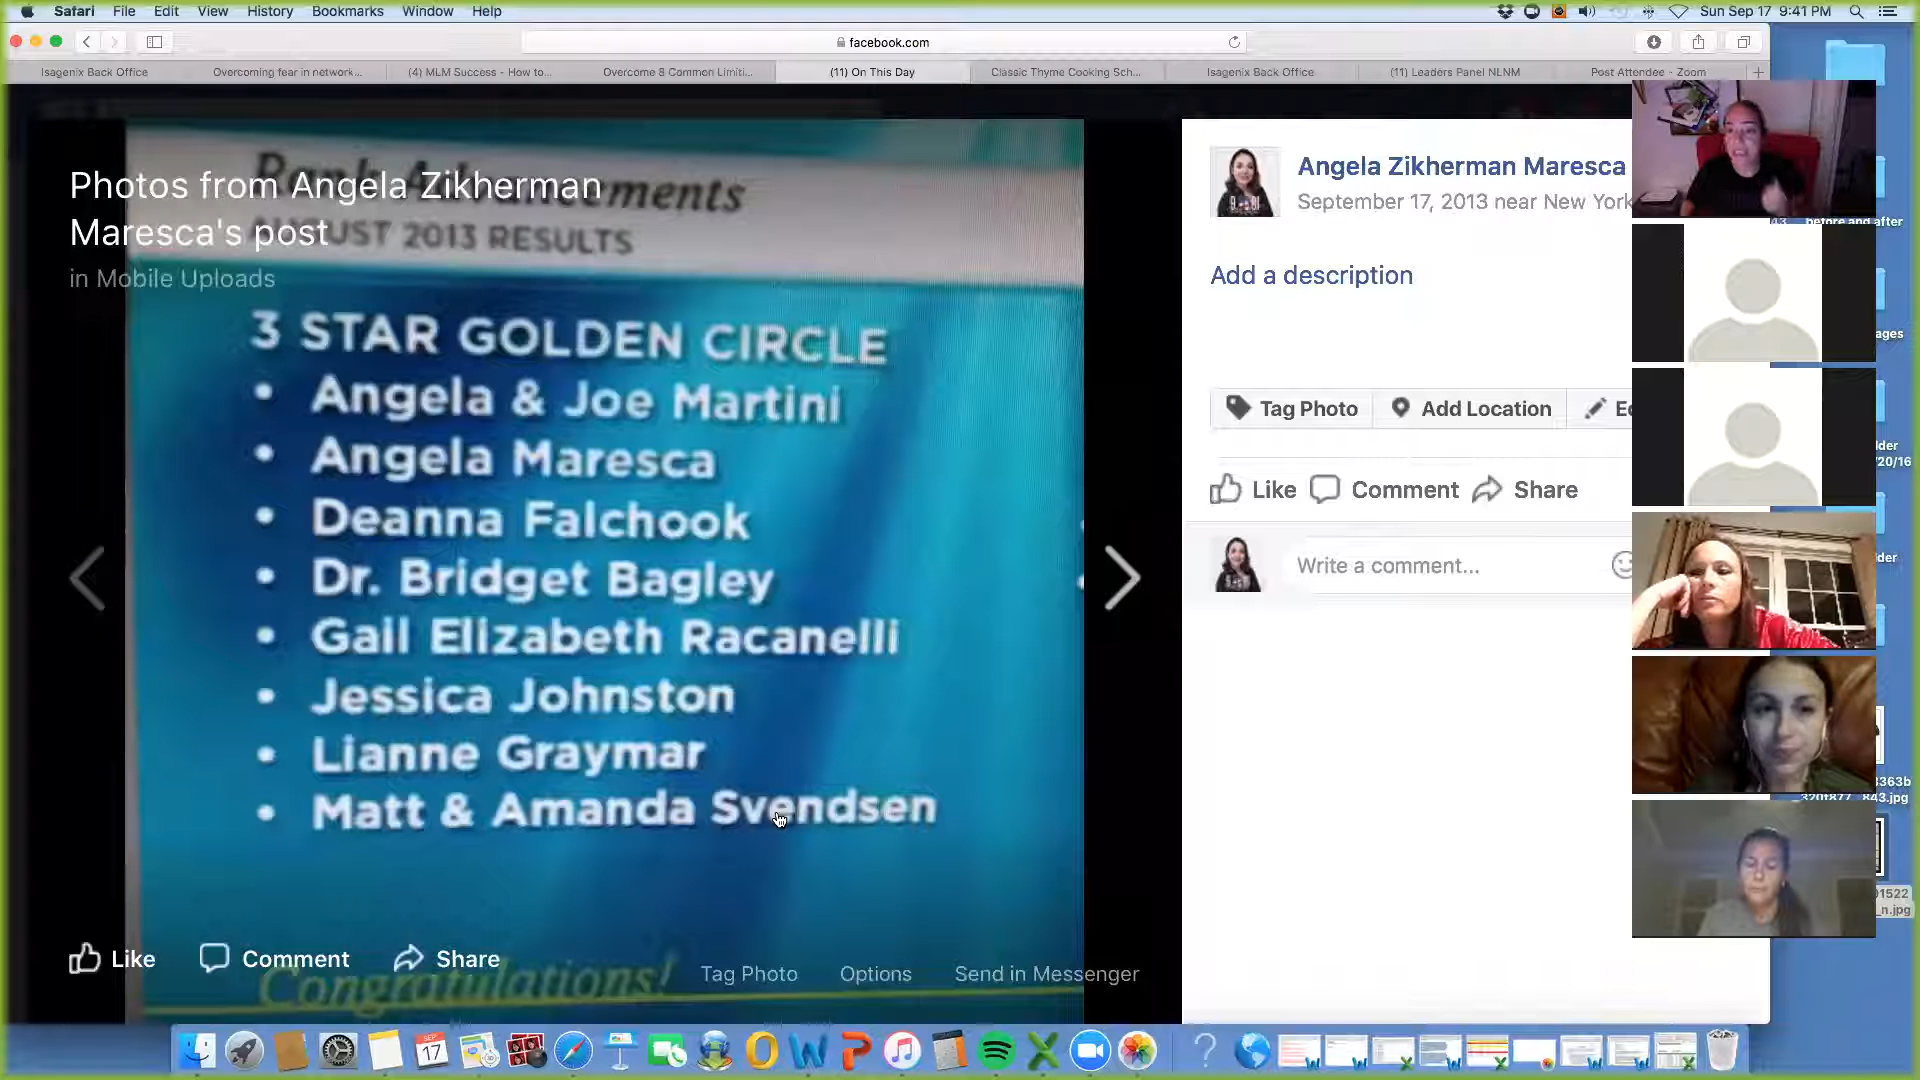 Safari File Edit View History Bookmarks Window Help
Sun Sep 17 9:41 PM
facebook.com
Isagenix Back Office
Overcoming fear in network...
(4) MLM Success - How to...
Overcome 8 Common Limiti...
(11) On This Day
Classic Thyme Cooking Sch...
Isagenix Back Office
(11) Leaders Panel NLNM
Post Attendee - Zoom
Rank Advancements
AUGUST 2013 RESULTS
Photos from Angela Zikherman
Maresca's post
in Mobile Uploads
3 STAR GOLDEN CIRCLE
• Angela & Joe Martini
• Angela Maresca
• Deanna Falchook
• Dr. Bridget Bagley
• Gail Elizabeth Racanelli
• Jessica Johnston
• Lianne Graymar
• Matt & Amanda Svendsen
Congratulations!
Like Comment Share
Tag Photo Options Send in Messenger
Angela Zikherman Maresca
September 17, 2013 near New York
Add a description
Tag Photo Add Location
Like Comment Share
Write a comment...
before and after
SEP
17